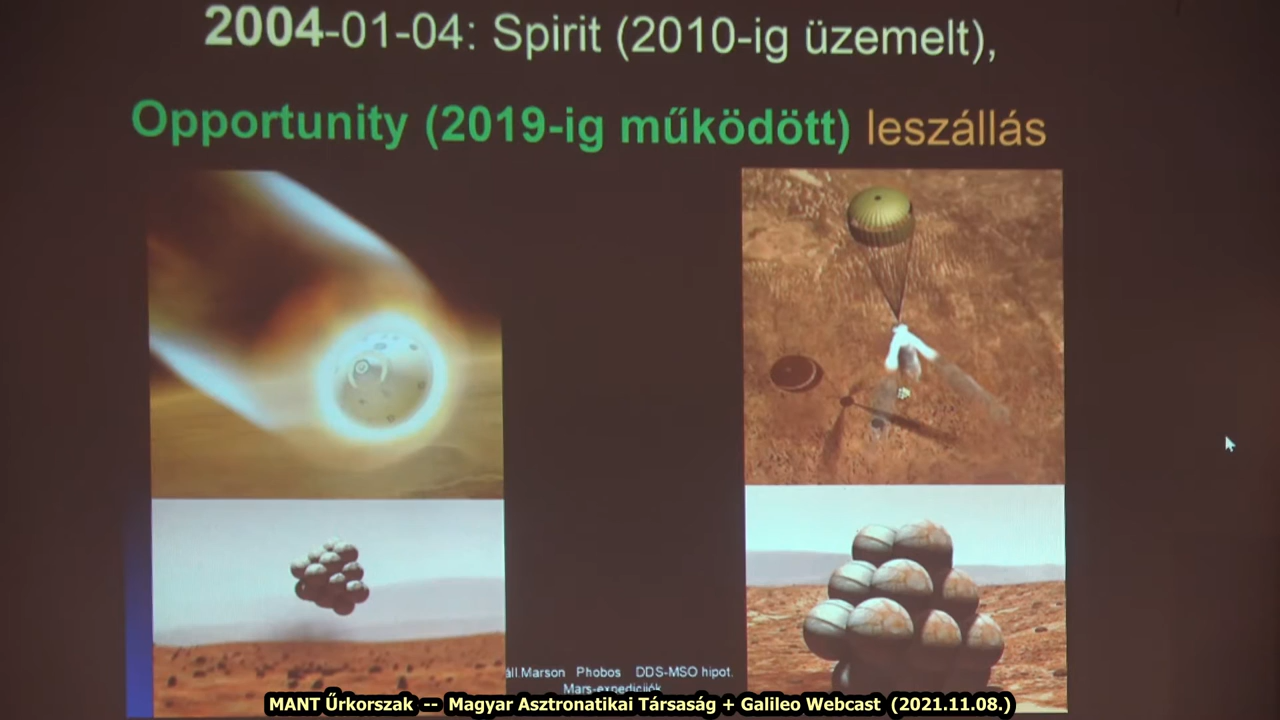 2004-01-04: Spirit (2010-ig üzemelt),
Opportunity (2019-ig működött) leszállás
áll.Marson Phobos DDS-MSO hipot.
Mars-expedíciók
MANT Űrkorszak -- Magyar Asztronatikai Társaság + Galileo Webcast (2021.11.08.)